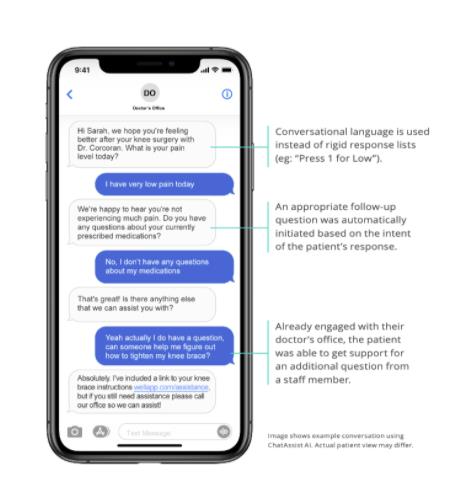 9:41
DO
Doctor's Office
Hi Sarah, we hope you're feeling
better after your knee surgery with
Dr. Corcoran. What is your pain
level today?
I have very low pain today
We're happy to hear you're not
experiencing much pain. Do you have
any questions about your currently
prescribed medications?
No, I don't have any questions
about my medications
That's great! Is there anything else
that we can assist you with?
Yeah actually I do have a question,
can someone help me figure out
how to tighten my knee brace?
Absolutely. I've included a link to your knee
brace instructions wellapp.com/assistance,
but if you still need assistance please call
our office so we can assist!
Text Message
Conversational language is used
instead of rigid response lists
(eg: “Press 1 for Low”).
An appropriate follow-up
question was automatically
initiated based on the intent
of the patient's response.
Already engaged with their
doctor's office, the patient
was able to get support for
an additional question from
a staff member.
Image shows example conversation using
ChatAssist AI. Actual patient view may differ.